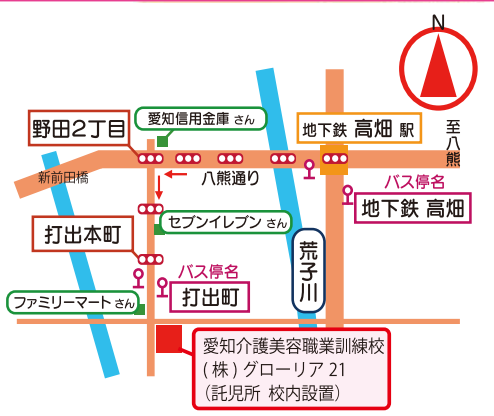 N
愛知信用金庫 さん
野田2丁目
地下鉄 高畑 駅
至八熊
新前田橋
八熊通り
バス停名
地下鉄 高畑
セブンイレブン さん
打出本町
荒子川
バス停名
打出町
ファミリーマート さん
愛知介護美容職業訓練校
(株)グローリア 21
（託児所 校内設置）